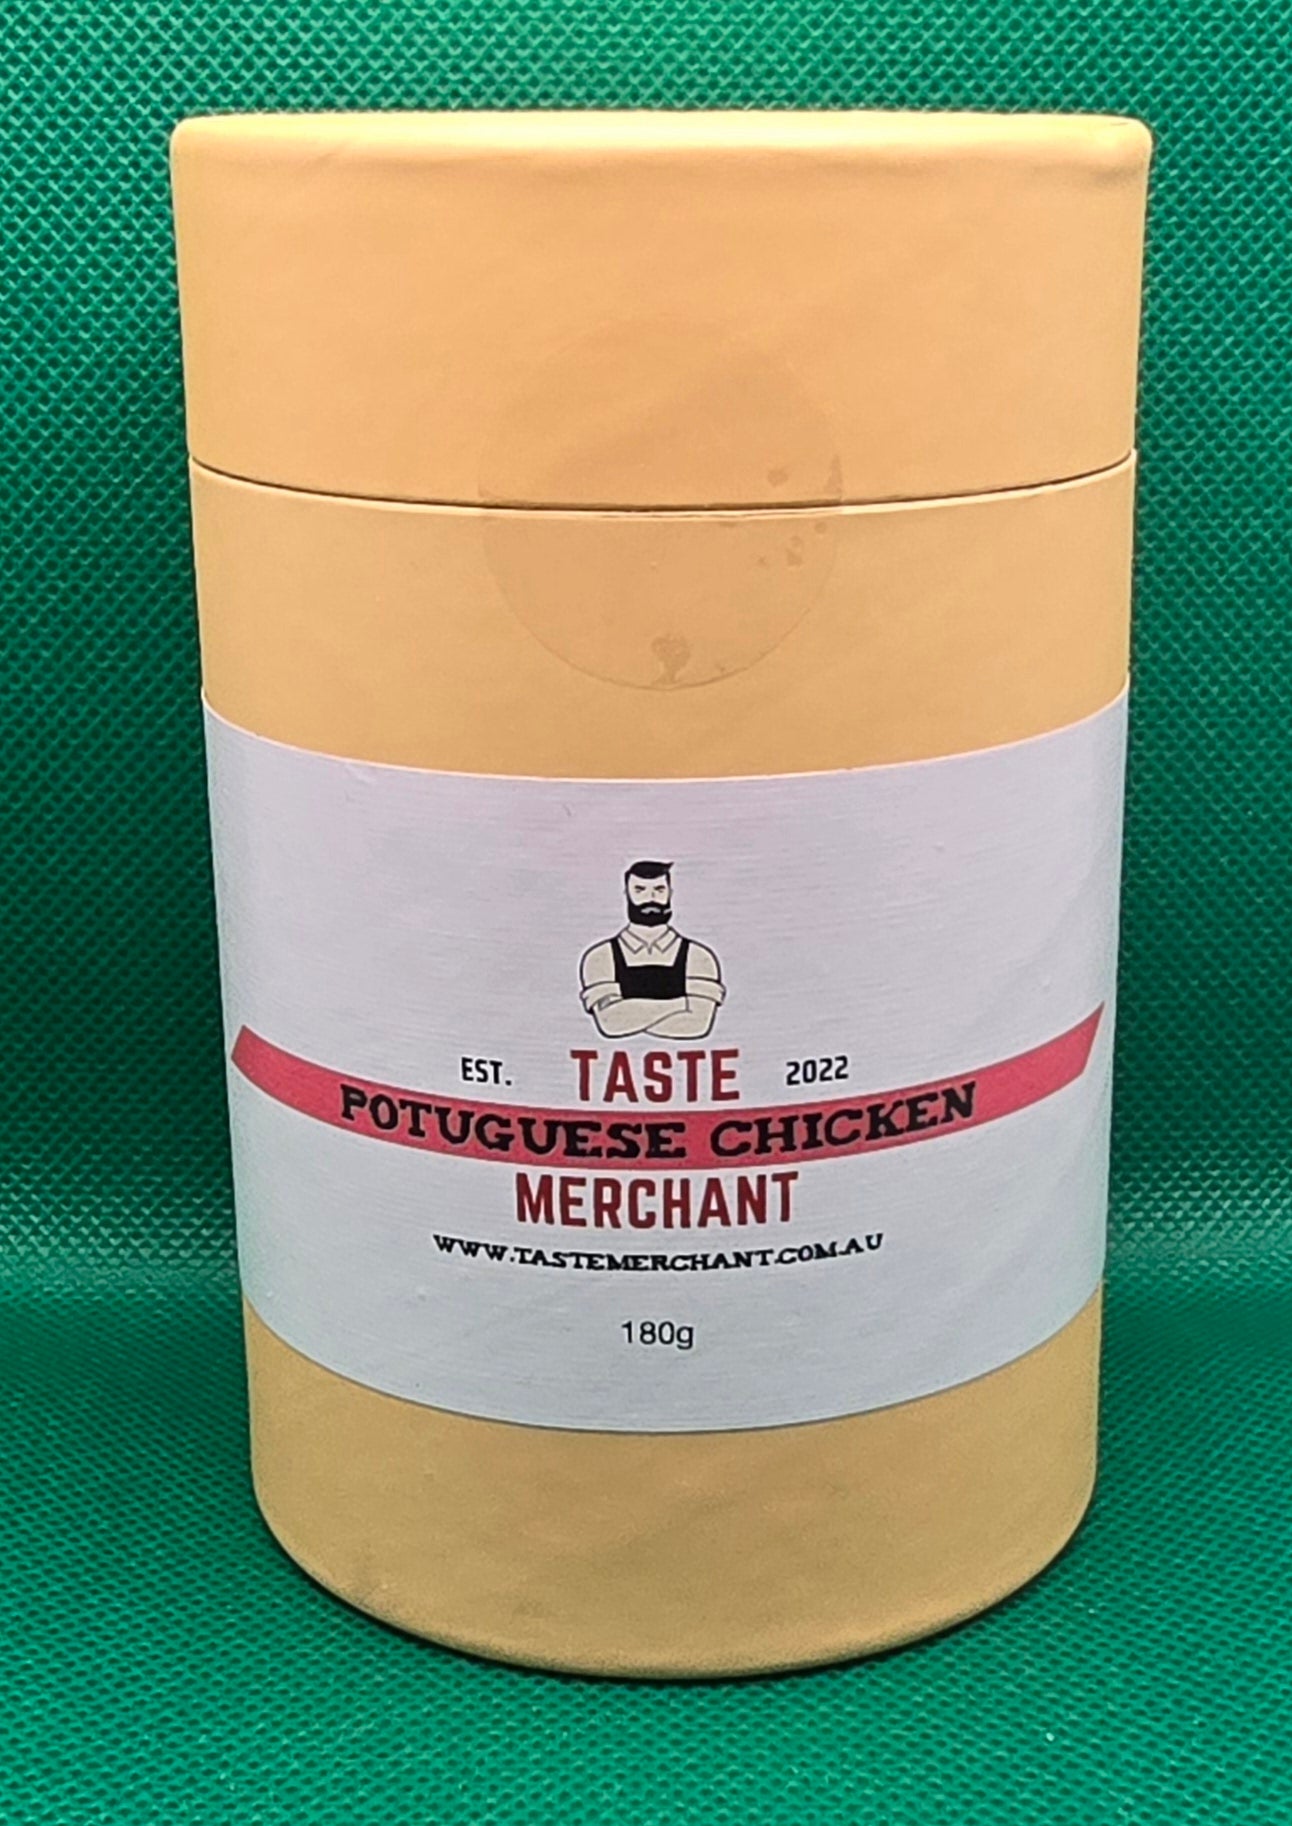 EST. TASTE 2022
POTUGUESE CHICKEN
MERCHANT
WWW.TASTEMERCHANT.COM.AU
180g